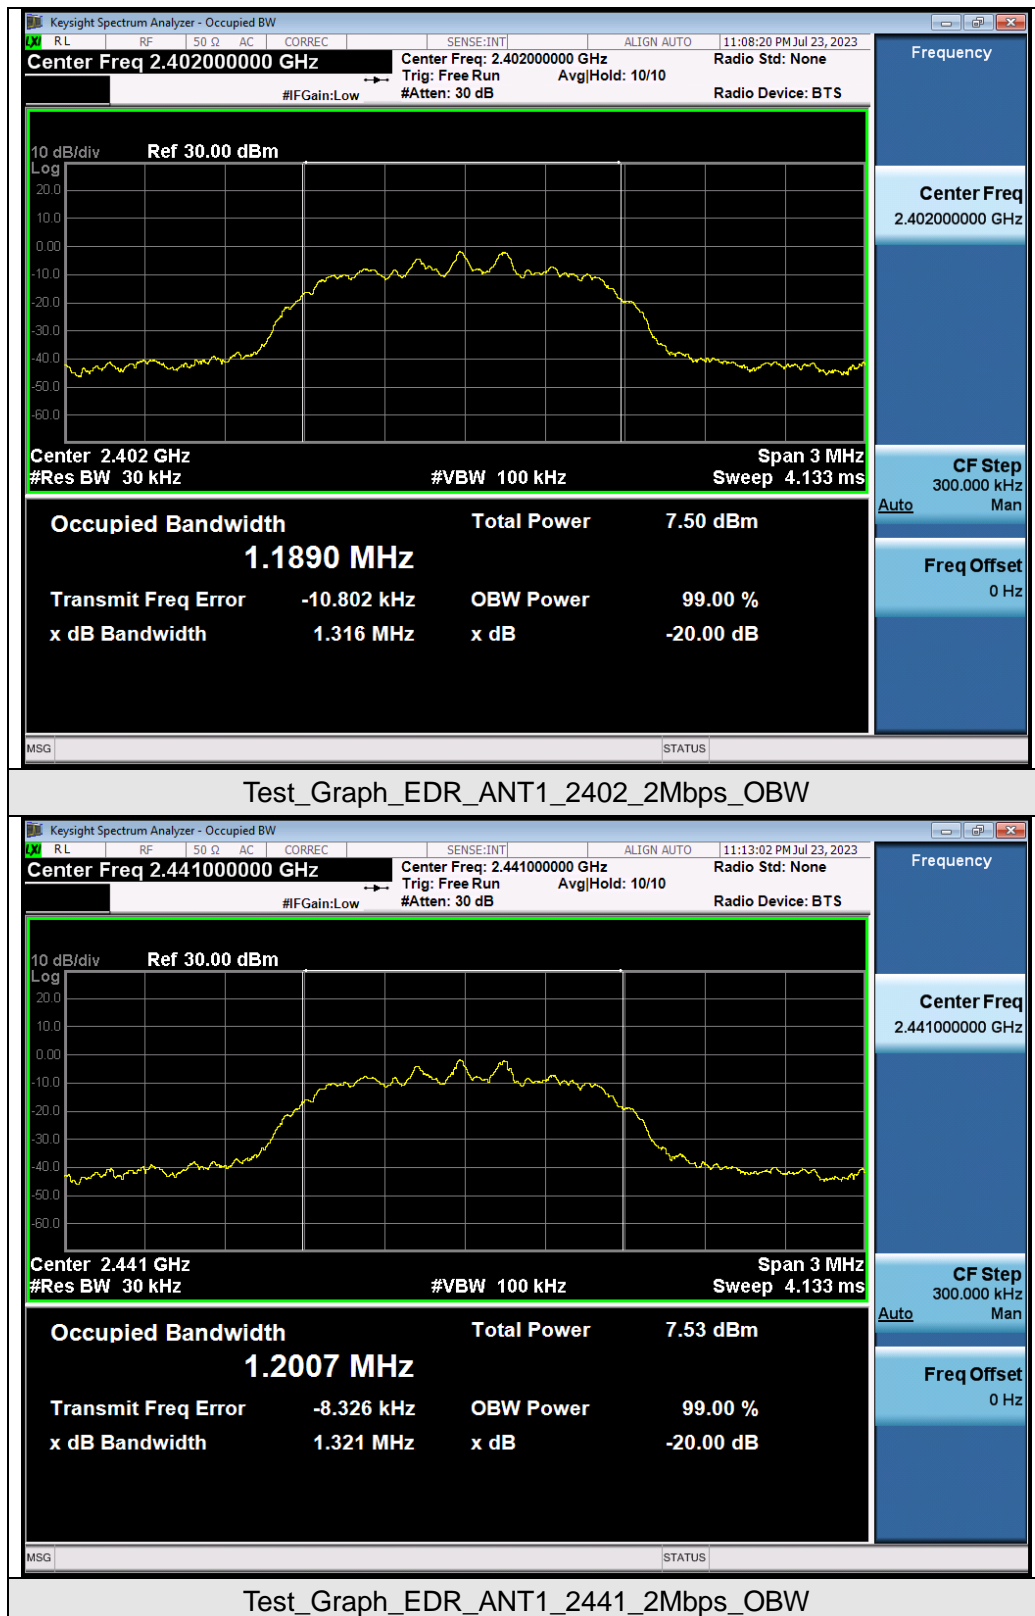 Keysight Spectrum Analyzer - Occupied BW
LXI RL RF 50 Ω AC CORREC SENSE:INT ALIGN AUTO 11:08:20 PM Jul 23, 2023
Center Freq 2.402000000 GHz
Center Freq: 2.402000000 GHz
Radio Std: None
Trig: Free Run Avg|Hold: 10/10
#IFGain:Low
#Atten: 30 dB
Radio Device: BTS
Frequency
10 dB/div Ref 30.00 dBm
Log
20.0
10.0
0.00
-10.0
-20.0
-30.0
-40.0
-50.0
-60.0
Center Freq
2.402000000 GHz
Center 2.402 GHz Span 3 MHz
#Res BW 30 kHz #VBW 100 kHz Sweep 4.133 ms
CF Step
300.000 kHz
Auto Man
Occupied Bandwidth Total Power 7.50 dBm
1.1890 MHz
Freq Offset
0 Hz
Transmit Freq Error -10.802 kHz OBW Power 99.00 %
x dB Bandwidth 1.316 MHz x dB -20.00 dB
MSG STATUS
Test_Graph_EDR_ANT1_2402_2Mbps_OBW
Keysight Spectrum Analyzer - Occupied BW
LXI RL RF 50 Ω AC CORREC SENSE:INT ALIGN AUTO 11:13:02 PM Jul 23, 2023
Center Freq 2.441000000 GHz
Center Freq: 2.441000000 GHz
Radio Std: None
Trig: Free Run Avg|Hold: 10/10
#IFGain:Low
#Atten: 30 dB
Radio Device: BTS
Frequency
10 dB/div Ref 30.00 dBm
Log
20.0
10.0
0.00
-10.0
-20.0
-30.0
-40.0
-50.0
-60.0
Center Freq
2.441000000 GHz
Center 2.441 GHz Span 3 MHz
#Res BW 30 kHz #VBW 100 kHz Sweep 4.133 ms
CF Step
300.000 kHz
Auto Man
Occupied Bandwidth Total Power 7.53 dBm
1.2007 MHz
Freq Offset
0 Hz
Transmit Freq Error -8.326 kHz OBW Power 99.00 %
x dB Bandwidth 1.321 MHz x dB -20.00 dB
MSG STATUS
Test_Graph_EDR_ANT1_2441_2Mbps_OBW